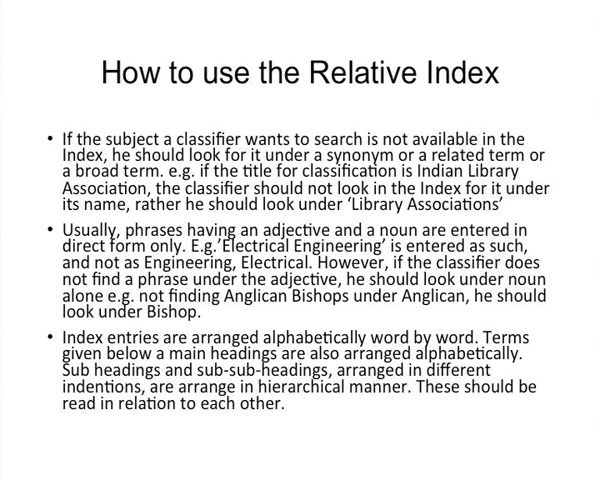 How to use the Relative Index
• If the subject a classifier wants to search is not available in the
Index, he should look for it under a synonym or a related term or
a broad term. e.g. if the title for classification is Indian Library
Association, the classifier should not look in the Index for it under
its name, rather he should look under ‘Library Associations’
• Usually, phrases having an adjective and a noun are entered in
direct form only. E.g.’Electrical Engineering’ is entered as such,
and not as Engineering, Electrical. However, if the classifier does
not find a phrase under the adjective, he should look under noun
alone e.g. not finding Anglican Bishops under Anglican, he should
look under Bishop.
• Index entries are arranged alphabetically word by word. Terms
given below a main headings are also arranged alphabetically.
Sub headings and sub-sub-headings, arranged in different
indentions, are arrange in hierarchical manner. These should be
read in relation to each other.